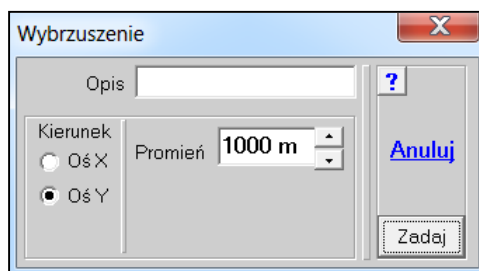 Wybrzuszenie
X
Opis
?
Kierunek
Oś X
Oś Y
Promień 1000 m
Anuluj
Zadaj